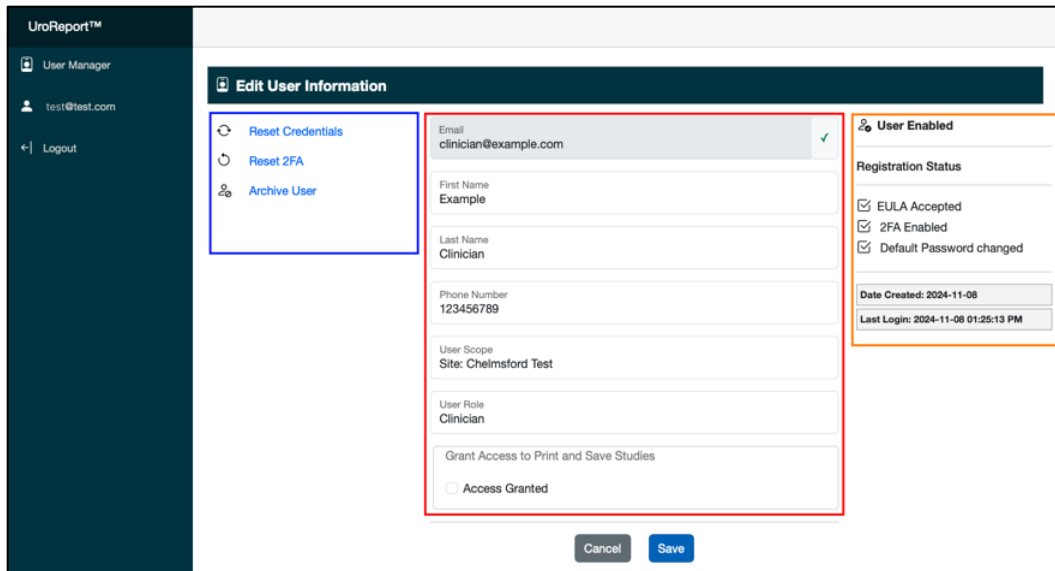 UroReport™
User Manager
test@test.com
Logout
Edit User Information
Reset Credentials
Reset 2FA
Archive User
Email
clinician@example.com
First Name
Example
Last Name
Clinician
Phone Number
123456789
User Scope
Site: Chelmsford Test
User Role
Clinician
Grant Access to Print and Save Studies
Access Granted
Cancel
Save
User Enabled
Registration Status
EULA Accepted
2FA Enabled
Default Password changed
Date Created: 2024-11-08
Last Login: 2024-11-08 01:25:13 PM